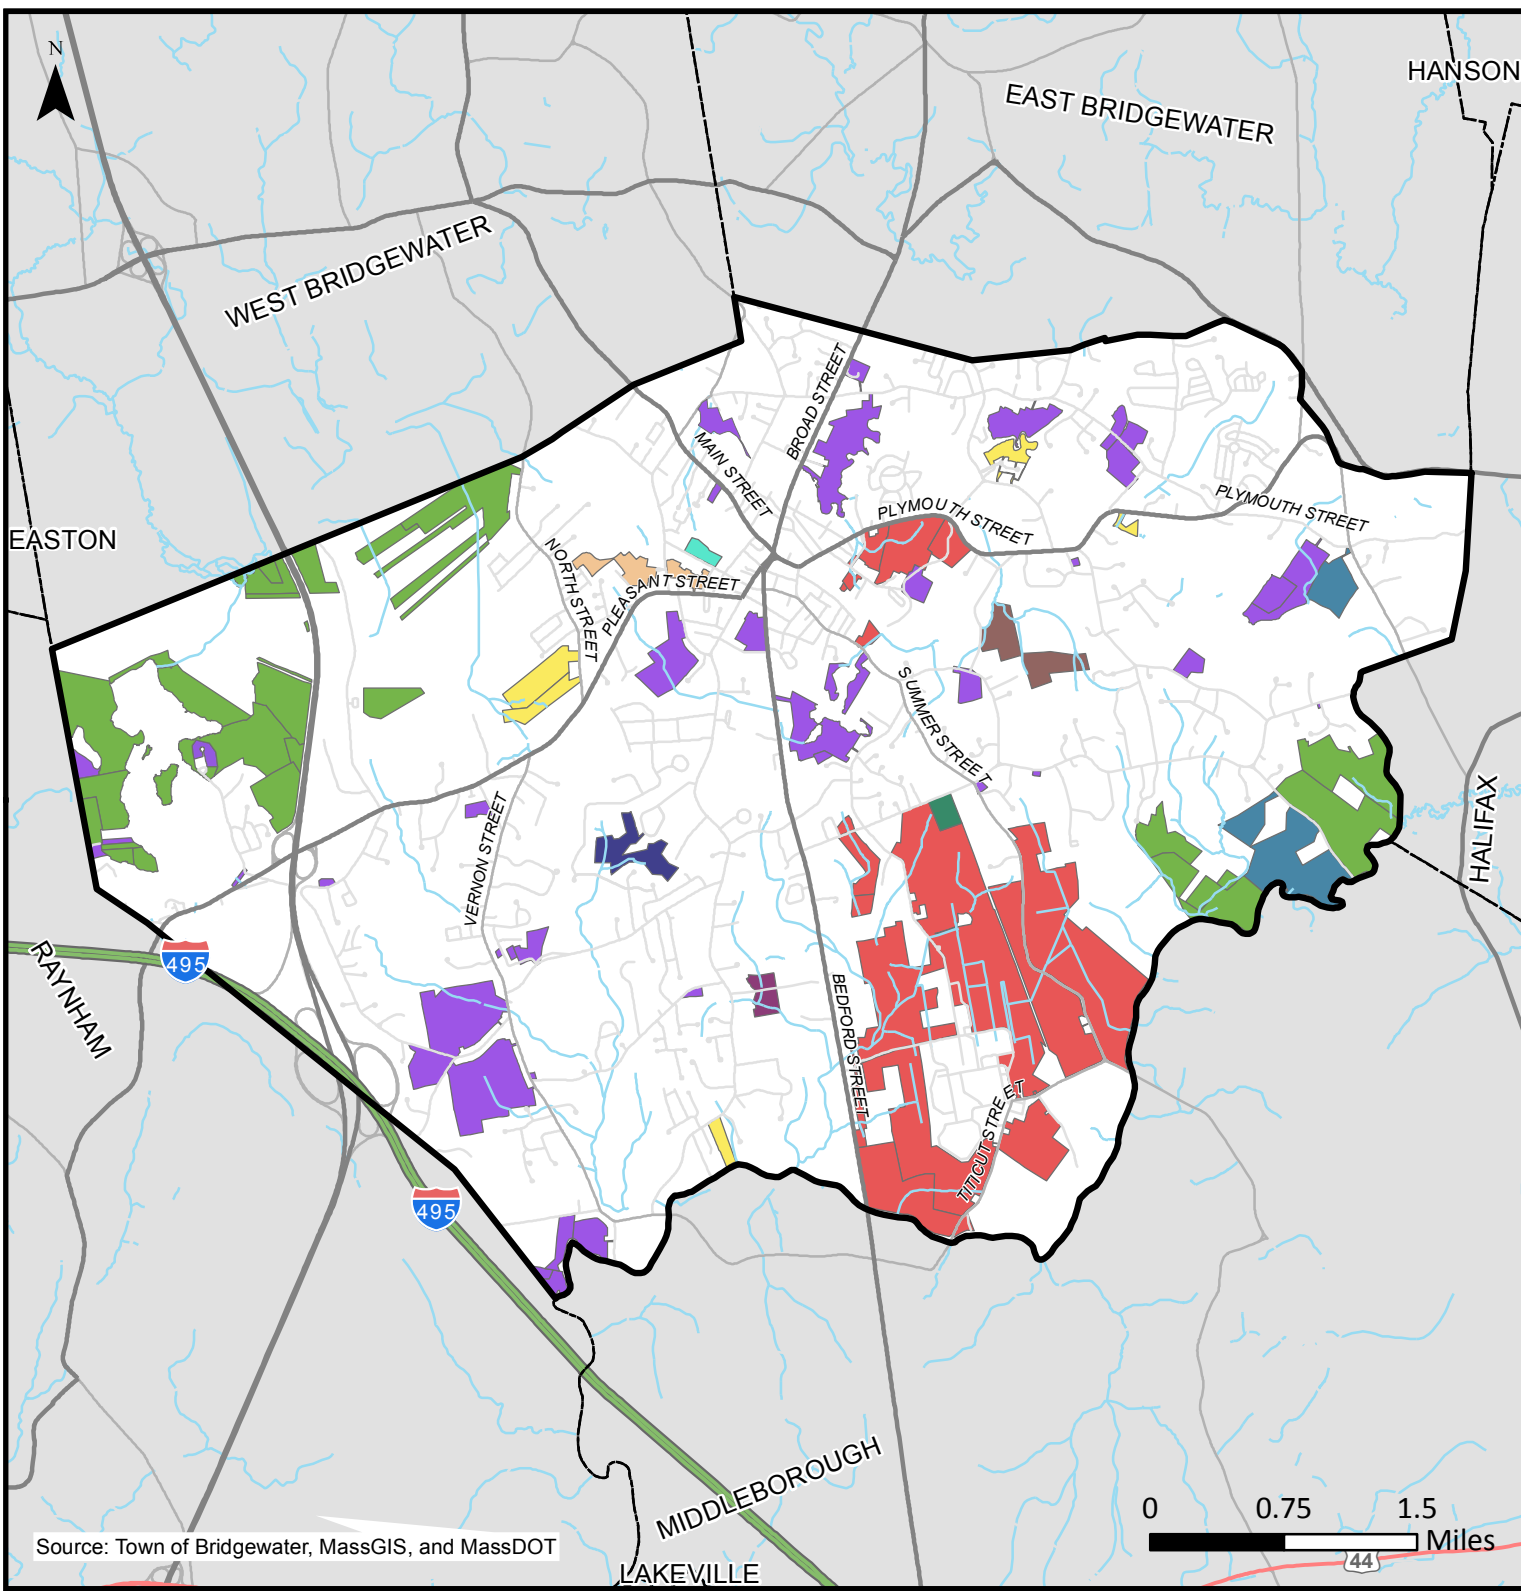 N
HANSON
EAST BRIDGEWATER
WEST BRIDGEWATER
BROAD STREET
MAIN STREET
PLYMOUTH STREET
PLYMOUTH STREET
EASTON
NORTH STREET
PLEASANT STREET
SUMMER STREET
HALIFAX
VERNON STREET
RAYNHAM
495
BEDFORD STREET
TITICUT STREET
495
MIDDLEBOROUGH
0 0.75 1.5
Miles
Source: Town of Bridgewater, MassGIS, and MassDOT
44
LAKEVILLE